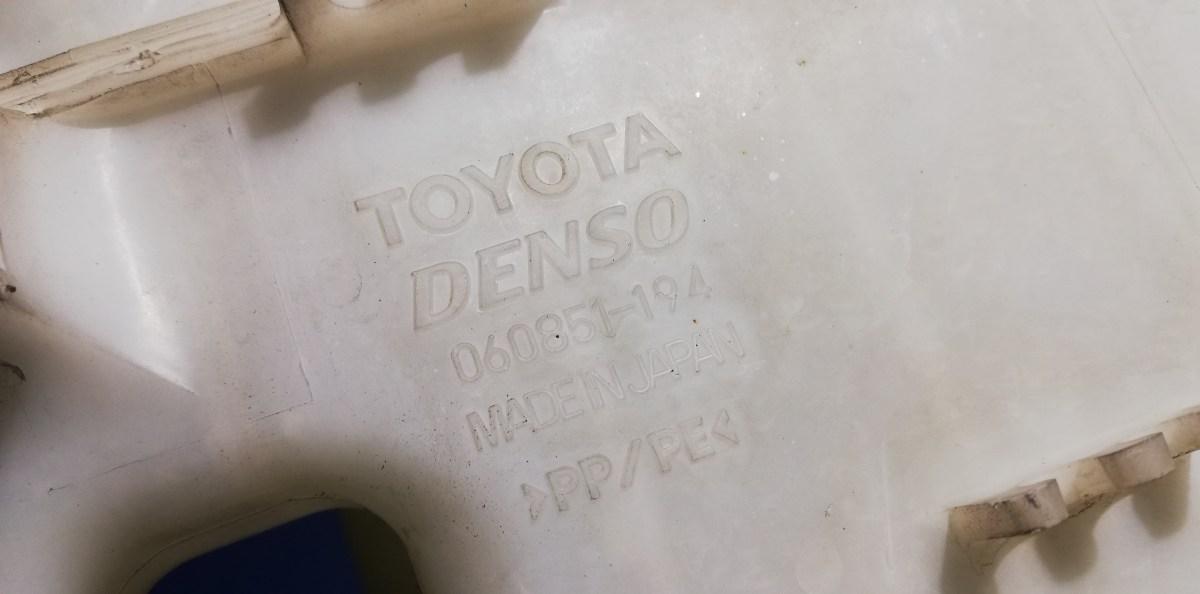 TOYOTA
DENSO
060851-194
MADE IN JAPAN
>PP/PE<